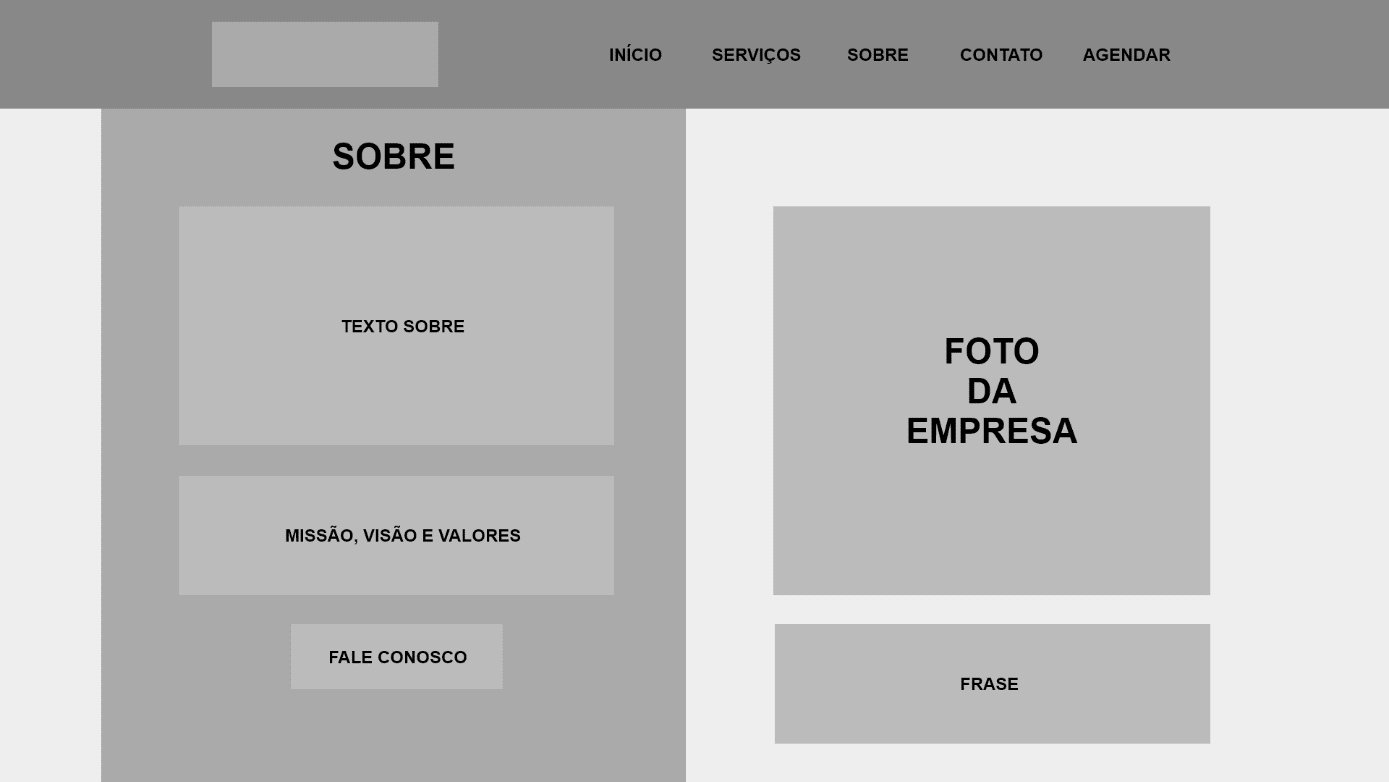 INÍCIO
SERVIÇOS
SOBRE
CONTATO
AGENDAR
SOBRE
TEXTO SOBRE
MISSÃO, VISÃO E VALORES
FALE CONOSCO
FOTO
DA
EMPRESA
FRASE